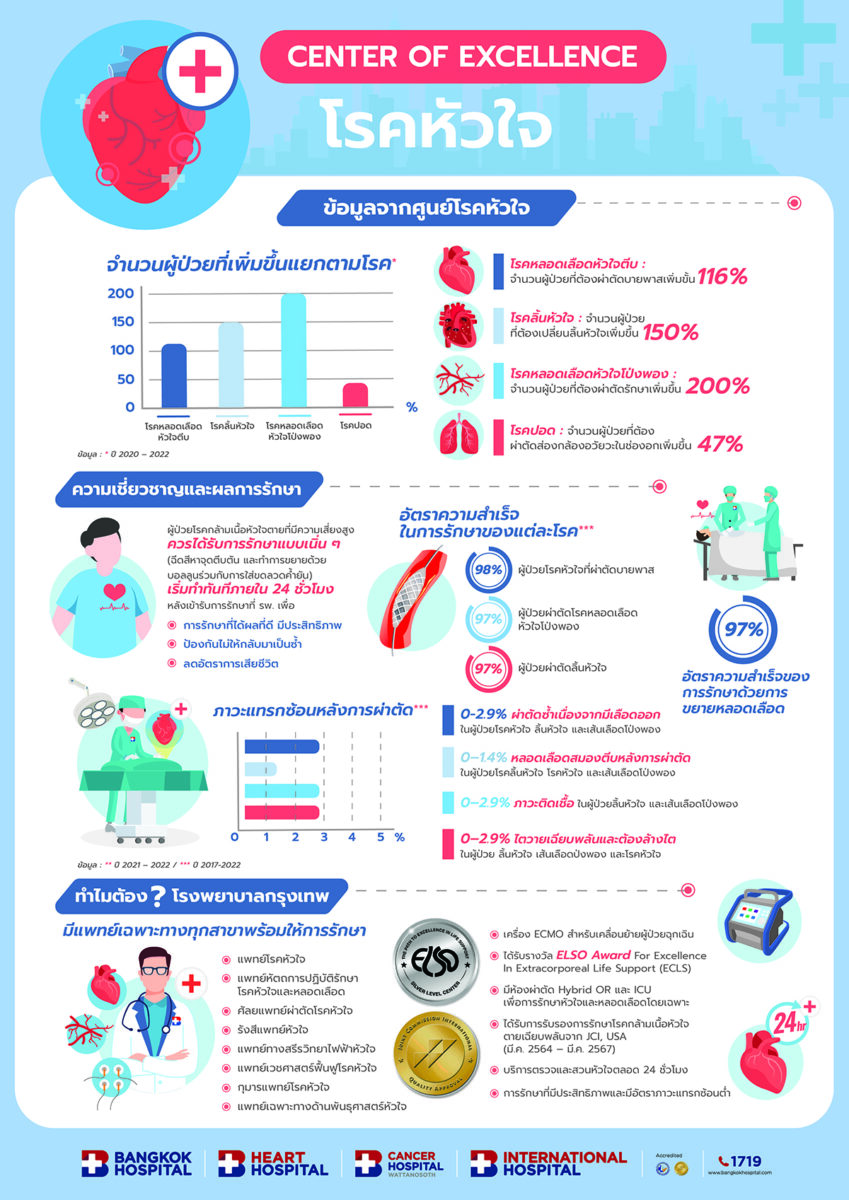 CENTER OF EXCELLENCE
โรคหัวใจ
ข้อมูลจากศูนย์โรคหัวใจ
จำนวนผู้ป่วยที่เพิ่มขึ้นแยกตามโรค*
200
150
100
50
0
%
โรคหลอดเลือด
หัวใจตีบ
โรคลิ้นหัวใจ
โรคหลอดเลือด
หัวใจโป่งพอง
โรคปอด
ข้อมูล : * ปี 2020 – 2022
โรคหลอดเลือดหัวใจตีบ :
จำนวนผู้ป่วยที่ต้องผ่าตัดบายพาสเพิ่มขึ้น 116%
โรคลิ้นหัวใจ : จำนวนผู้ป่วย
ที่ต้องเปลี่ยนลิ้นหัวใจเพิ่มขึ้น 150%
โรคหลอดเลือดหัวใจโป่งพอง :
จำนวนผู้ป่วยที่ต้องผ่าตัดรักษาเพิ่มขึ้น 200%
โรคปอด : จำนวนผู้ป่วยที่ต้อง
ผ่าตัดส่องกล้องอวัยวะในช่องอกเพิ่มขึ้น 47%
ความเชี่ยวชาญและผลการรักษา
ผู้ป่วยโรคกล้ามเนื้อหัวใจตายที่มีความเสี่ยงสูง
ควรได้รับการรักษาแบบเนิ่น ๆ
(ฉีดสีหาจุดตีบตัน และทำการขยายด้วย
บอลลูนร่วมกับการใส่ขดลวดค้ำยัน)
เริ่มทำทันทีภายใน 24 ชั่วโมง
หลังเข้ารับการรักษาที่ รพ. เพื่อ
การรักษาที่ได้ผลที่ดี มีประสิทธิภาพ
ป้องกันไม่ให้กลับมาเป็นซ้ำ
ลดอัตราการเสียชีวิต
อัตราความสำเร็จ
ในการรักษาของแต่ละโรค***
98% ผู้ป่วยโรคหัวใจที่ผ่าตัดบายพาส
97% ผู้ป่วยผ่าตัดโรคหลอดเลือด
หัวใจโป่งพอง
97% ผู้ป่วยผ่าตัดลิ้นหัวใจ
97%
อัตราความสำเร็จของ
การรักษาด้วยการ
ขยายหลอดเลือด
ภาวะแทรกซ้อนหลังการผ่าตัด***
0 1 2 3 4 5 %
ข้อมูล : ** ปี 2021 – 2022 / *** ปี 2017-2022
0-2.9% ผ่าตัดซ้ำเนื่องจากมีเลือดออก
ในผู้ป่วยโรคหัวใจ ลิ้นหัวใจ และเส้นเลือดโป่งพอง
0–1.4% หลอดเลือดสมองตีบหลังการผ่าตัด
ในผู้ป่วยโรคลิ้นหัวใจ โรคหัวใจ และเส้นเลือดโป่งพอง
0–2.9% ภาวะติดเชื้อ ในผู้ป่วยลิ้นหัวใจ และเส้นเลือดโป่งพอง
0–2.9% ไตวายเฉียบพลันและต้องล้างไต
ในผู้ป่วย ลิ้นหัวใจ เส้นเลือดป่งพอง และโรคหัวใจ
ทำไมต้อง ? โรงพยาบาลกรุงเทพ
มีแพทย์เฉพาะทางทุกสาขาพร้อมให้การรักษา
แพทย์โรคหัวใจ
แพทย์หัตถการปฏิบัติรักษา
โรคหัวใจและหลอดเลือด
ศัลยแพทย์ผ่าตัดโรคหัวใจ
รังสีแพทย์หัวใจ
แพทย์ทางสรีรวิทยาไฟฟ้าหัวใจ
แพทย์เวชศาสตร์ฟื้นฟูโรคหัวใจ
กุมารแพทย์โรคหัวใจ
แพทย์เฉพาะทางด้านพันธุศาสตร์หัวใจ
THE PATH TO EXCELLENCE IN LIFE SUPPORT
ELSO
SILVER LEVEL CENTER
JOINT COMMISSION INTERNATIONAL
QUALITY APPROVAL
เครื่อง ECMO สำหรับเคลื่อนย้ายผู้ป่วยฉุกเฉิน
ได้รับรางวัล ELSO Award For Excellence
In Extracorporeal Life Support (ECLS)
มีห้องผ่าตัด Hybrid OR และ ICU
เพื่อการรักษาหัวใจและหลอดเลือดโดยเฉพาะ
ได้รับการรับรองการรักษาโรคกล้ามเนื้อหัวใจ
ตายเฉียบพลันจาก JCI, USA
(มี.ค. 2564 – มี.ค. 2567)
บริการตรวจและสวนหัวใจตลอด 24 ชั่วโมง
การรักษาที่มีประสิทธิภาพและมีอัตราภาวะแทรกซ้อนต่ำ
24hr
BANGKOK
HOSPITAL
HEART
HOSPITAL
CANCER
HOSPITAL
WATTANOSOTH
INTERNATIONAL
HOSPITAL
Accredited
1719
www.bangkokhospital.com